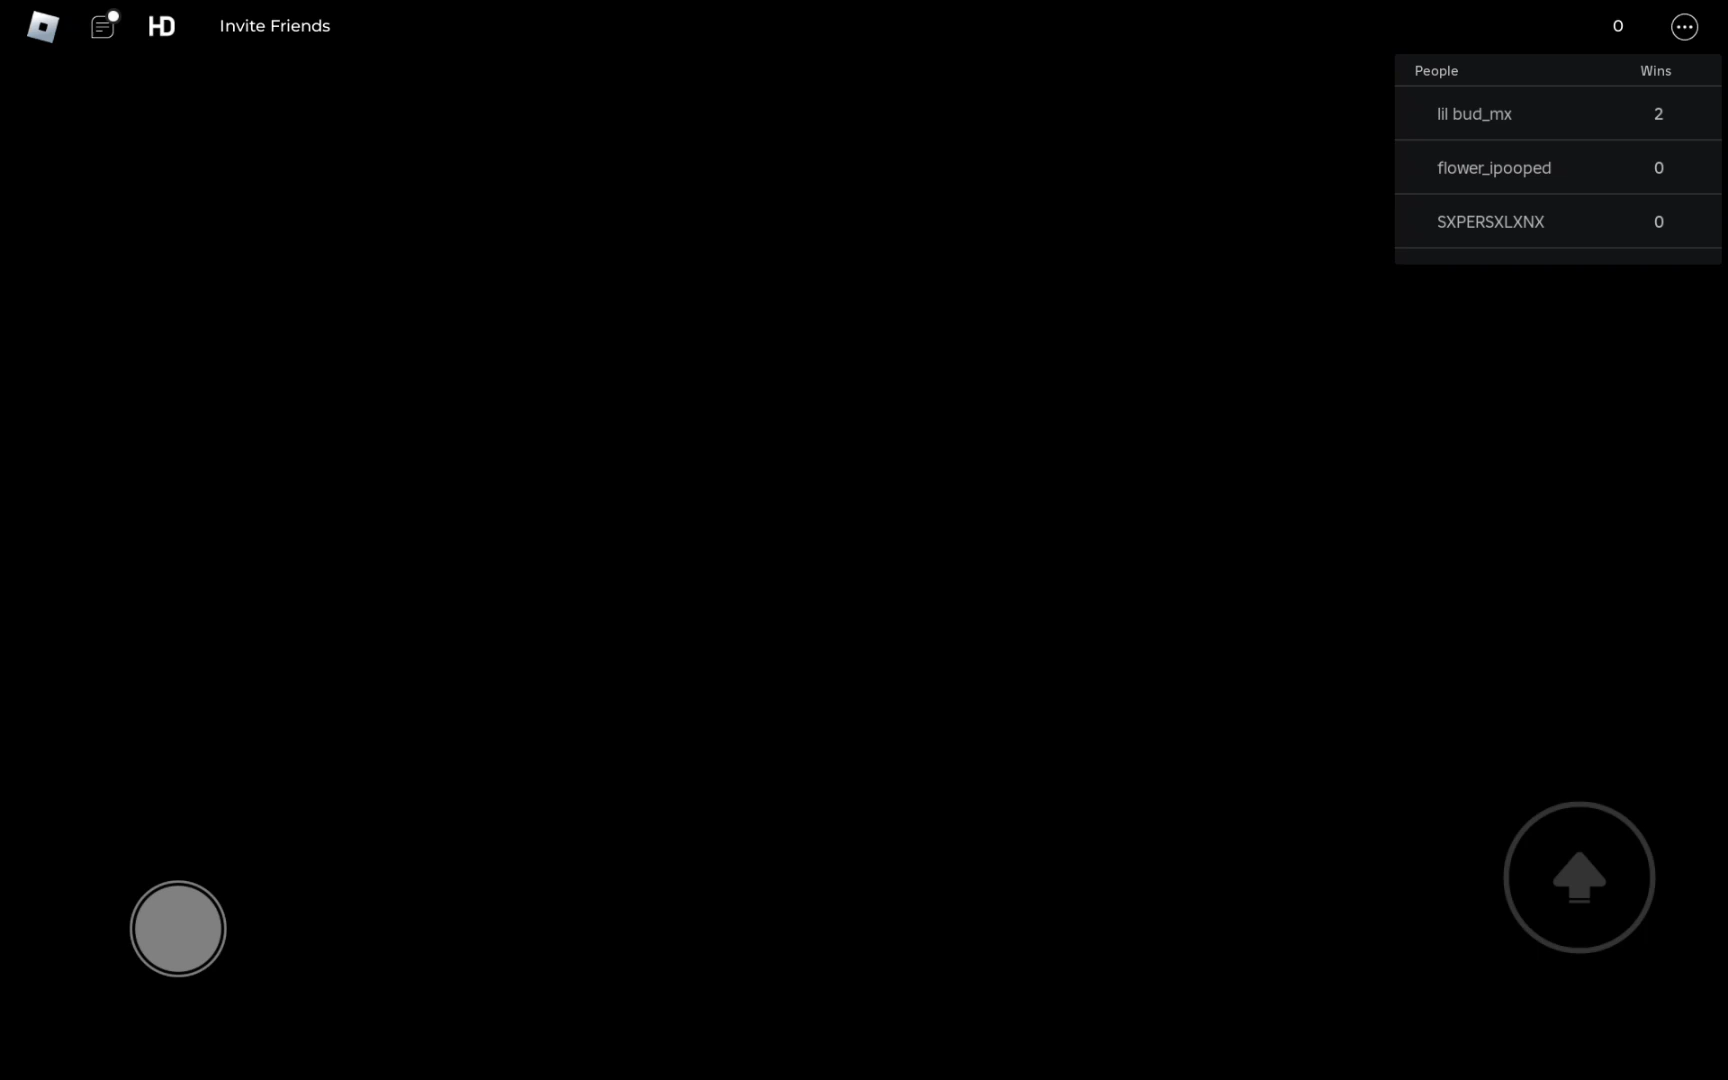 HD Invite Friends 0
People Wins
lil bud_mx 2
flower_ipooped 0
SXPERSXLXNX 0